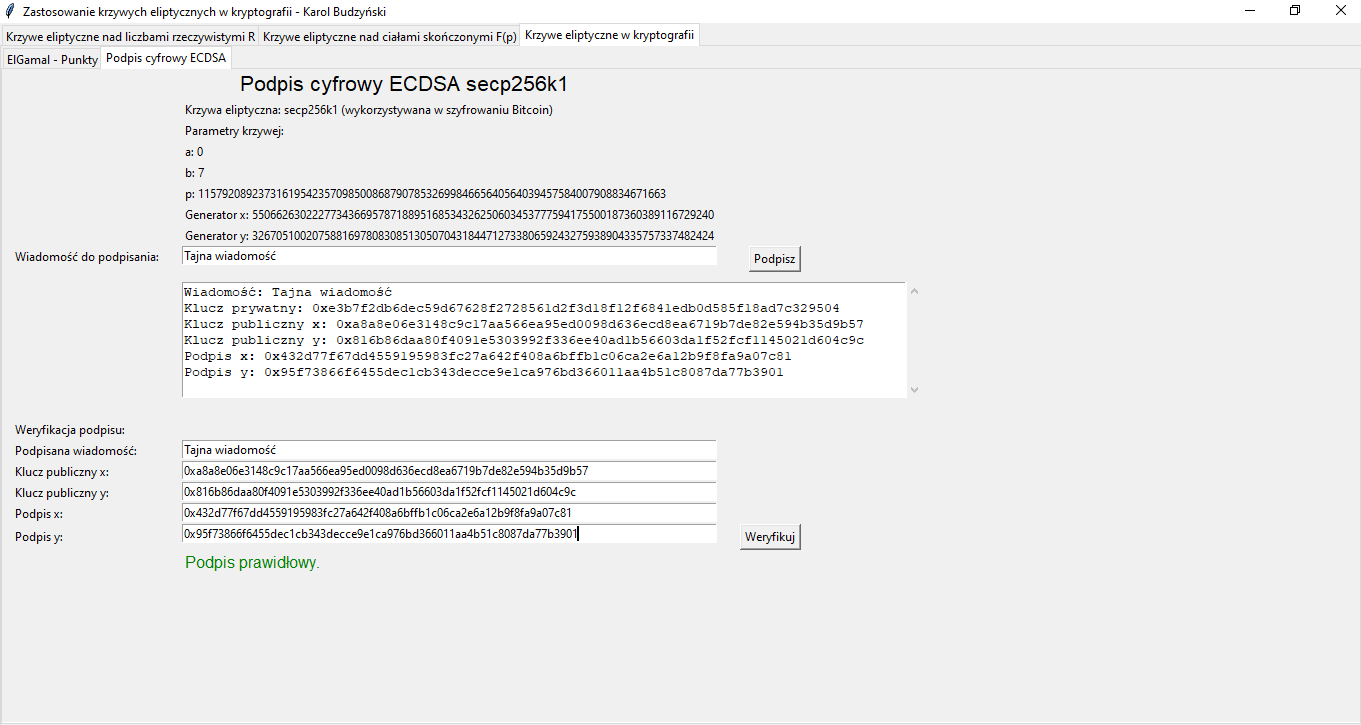 Zastosowanie krzywych eliptycznych w kryptografii - Karol Budzyński
Krzywe eliptyczne nad liczbami rzeczywistymi R Krzywe eliptyczne nad ciałami skończonymi F(p) Krzywe eliptyczne w kryptografii
ElGamal - Punkty Podpis cyfrowy ECDSA
Podpis cyfrowy ECDSA secp256k1
Krzywa eliptyczna: secp256k1 (wykorzystywana w szyfrowaniu Bitcoin)
Parametry krzywej:
a: 0
b: 7
p: 115792089237316195423570985008687907853269984665640564039457584007908834671663
Generator x: 55066263022277343669578718895168534326250603453777594175500187360389116729240
Generator y: 32670510020758816978083085130507043184471273380659243275938904335757337482424
Wiadomość do podpisania: Tajna wiadomość Podpisz
Wiadomość: Tajna wiadomość
Klucz prywatny: 0xe3b7f2db6dec59d67628f2728561d2f3d18f12f6841edb0d585f18ad7c329504
Klucz publiczny x: 0xa8a8e06e3148c9c17aa566ea95ed0098d636ecd8ea6719b7de82e594b35d9b57
Klucz publiczny y: 0x816b86daa80f4091e5303992f336ee40ad1b56603da1f52fcf1145021d604c9c
Podpis x: 0x432d77f67dd4559195983fc27a642f408a6bffb1c06ca2e6a12b9f8fa9a07c81
Podpis y: 0x95f73866f6455dec1cb343decce9e1ca976bd366011aa4b51c8087da77b3901
Weryfikacja podpisu:
Podpisana wiadomość: Tajna wiadomość
Klucz publiczny x: 0xa8a8e06e3148c9c17aa566ea95ed0098d636ecd8ea6719b7de82e594b35d9b57
Klucz publiczny y: 0x816b86daa80f4091e5303992f336ee40ad1b56603da1f52fcf1145021d604c9c
Podpis x: 0x432d77f67dd4559195983fc27a642f408a6bffb1c06ca2e6a12b9f8fa9a07c81
Podpis y: 0x95f73866f6455dec1cb343decce9e1ca976bd366011aa4b51c8087da77b3901 Weryfikuj
Podpis prawidłowy.